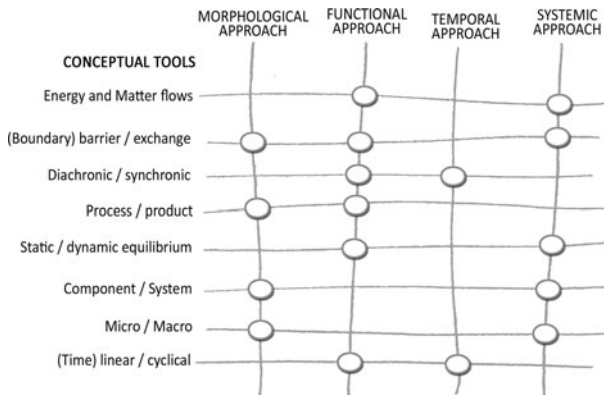 MORPHOLOGICAL APPROACH
FUNCTIONAL APPROACH
TEMPORAL APPROACH
SYSTEMIC APPROACH
CONCEPTUAL TOOLS
Energy and Matter flows
(Boundary) barrier / exchange
Diachronic / synchronic
Process / product
Static / dynamic equilibrium
Component / System
Micro / Macro
(Time) linear / cyclical